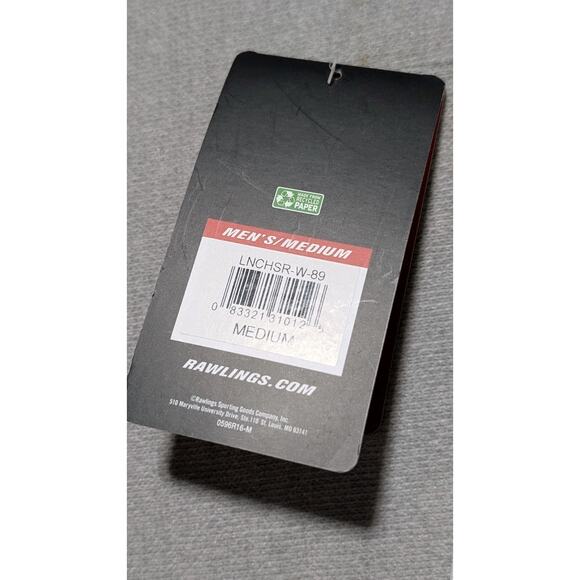 MADE FROM
RECYCLED
PAPER
MEN'S/MEDIUM
LNCHSR-W-89
0 83321 31012
MEDIUM
RAWLINGS.COM
©Rawlings Sporting Goods Company, Inc.
510 Maryville University Drive, Ste.110 St. Louis, MO 63141
0596R16-M